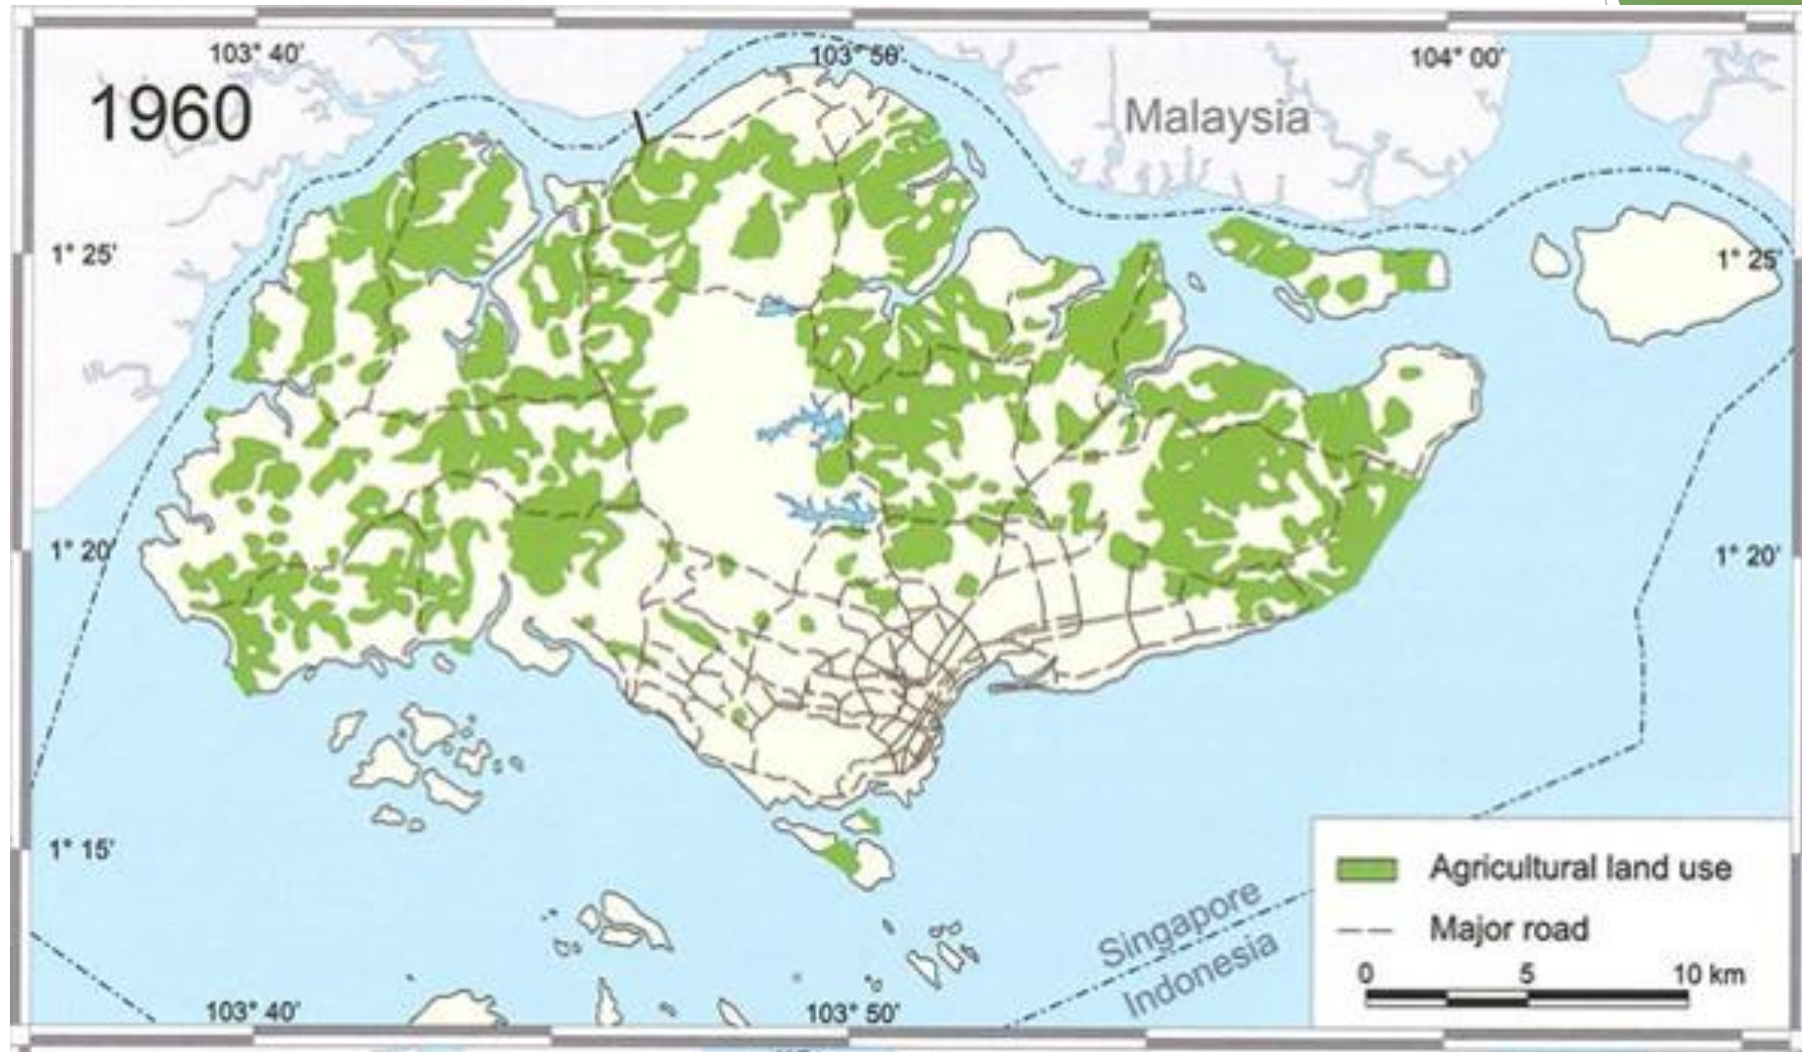 103° 40'
103° 50'
104° 00'
1960
Malaysia
1° 25'
1° 25'
1° 20'
1° 20'
1° 15'
Agricultural land use
Major road
Singapore
Indonesia
0 5 10 km
103° 40'
103° 50'